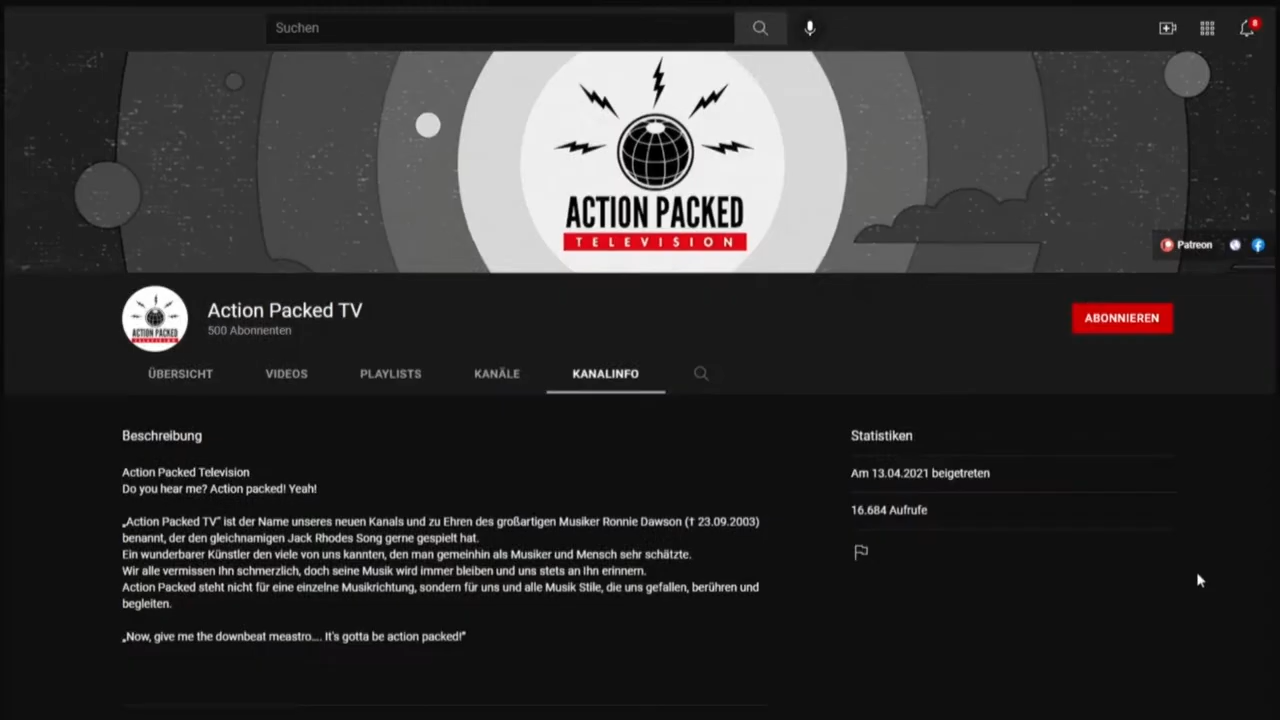 Suchen
8
ACTION PACKED
TELEVISION
Patreon
ACTION PACKED
Action Packed TV
500 Abonnenten
ABONNIEREN
ÜBERSICHT
VIDEOS
PLAYLISTS
KANÄLE
KANALINFO
Beschreibung
Action Packed Television
Do you hear me? Action packed! Yeah!
„Action Packed TV" ist der Name unseres neuen Kanals und zu Ehren des großartigen Musiker Ronnie Dawson († 23.09.2003)
benannt, der den gleichnamigen Jack Rhodes Song gerne gespielt hat.
Ein wunderbarer Künstler den viele von uns kannten, den man gemeinhin als Musiker und Mensch sehr schätzte.
Wir alle vermissen Ihn schmerzlich, doch seine Musik wird immer bleiben und uns stets an Ihn erinnern.
Action Packed steht nicht für eine einzelne Musikrichtung, sondern für uns und alle Musik Stile, die uns gefallen, berühren und
begleiten.
„Now, give me the downbeat meastro.... It's gotta be action packed!"
Statistiken
Am 13.04.2021 beigetreten
16.684 Aufrufe